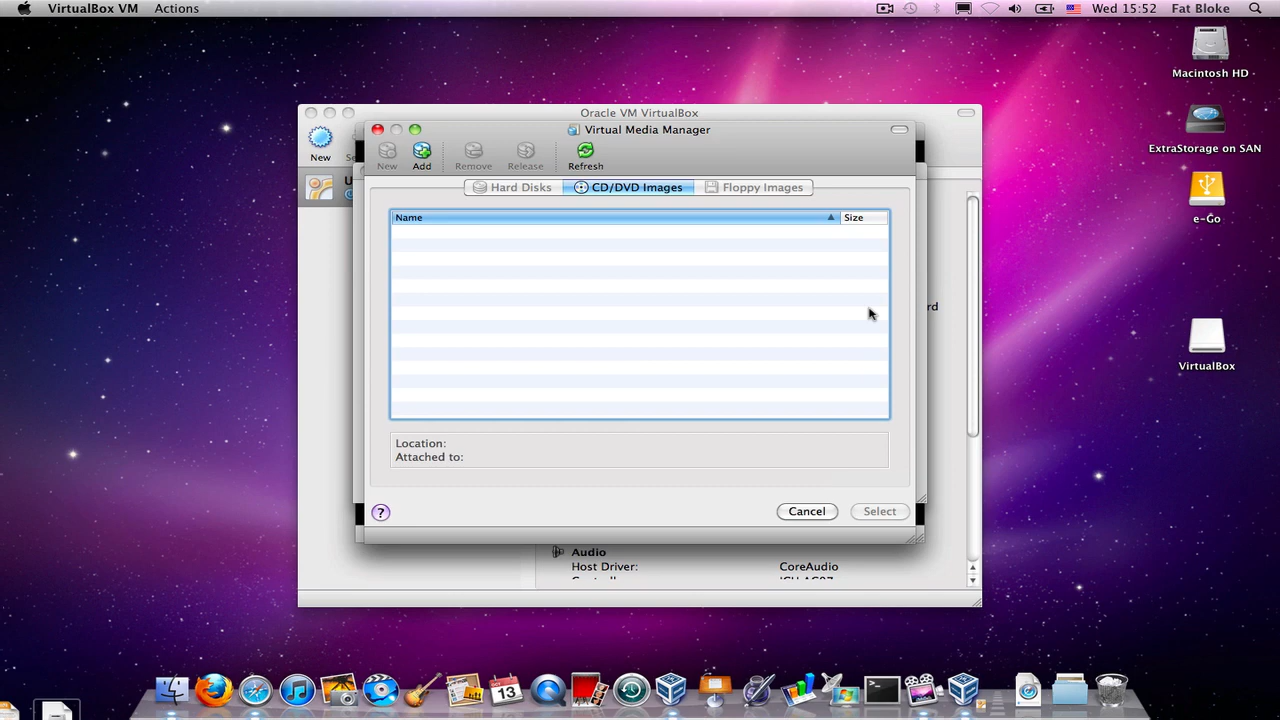 VirtualBox VM Actions Wed 15:52 Fat Bloke
Macintosh HD
ExtraStorage on SAN
e-Go
VirtualBox
Oracle VM VirtualBox
New
Virtual Media Manager
New Add Remove Release Refresh
Hard Disks CD/DVD Images Floppy Images
Name Size
rd
Location:
Attached to:
? Cancel Select
Audio
Host Driver: CoreAudio
13